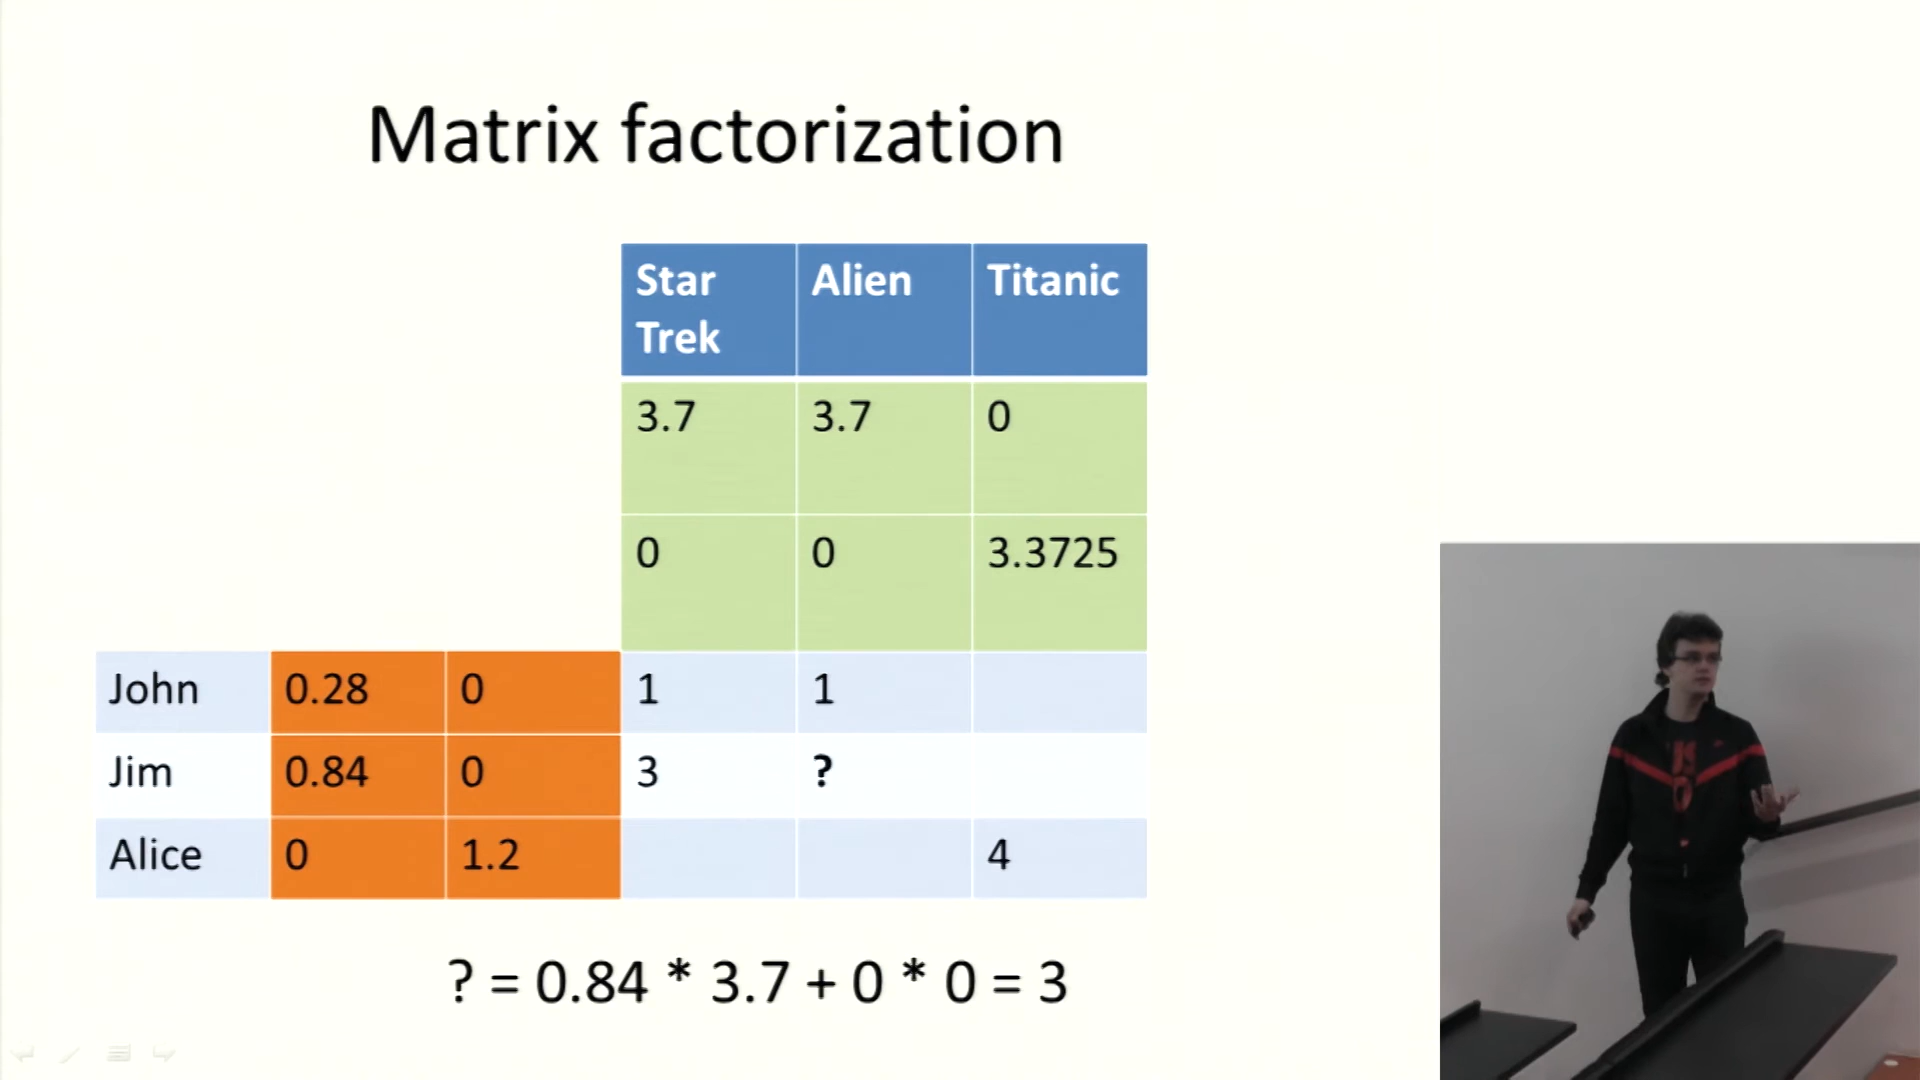 Matrix factorization
Star Trek Alien Titanic
3.7 3.7 0
0 0 3.3725
John 0.28 0 1 1
Jim 0.84 0 3 ?
Alice 0 1.2 4
? = 0.84 * 3.7 + 0 * 0 = 3